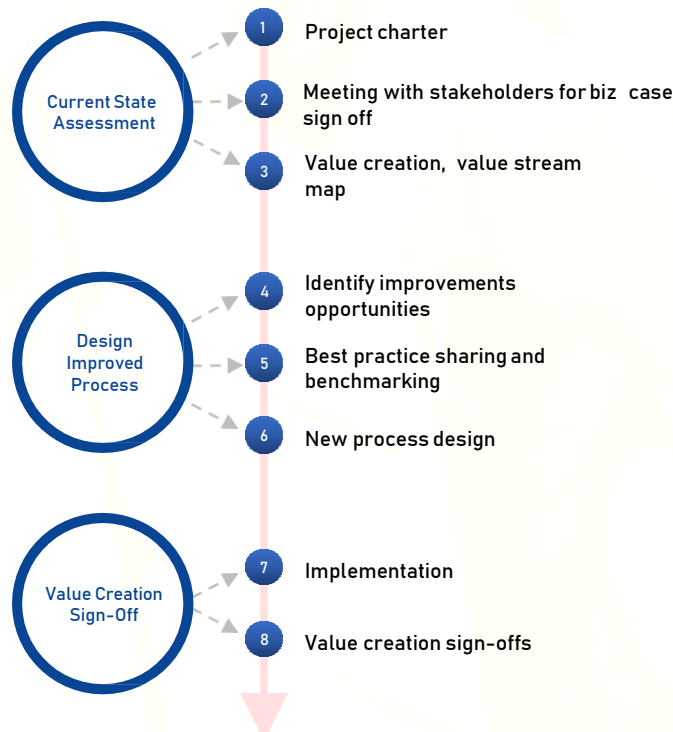 Current State
Assessment
1
Project charter
2
Meeting with stakeholders for biz case
sign off
3
Value creation, value stream
map
Design
Improved
Process
4
Identify improvements
opportunities
5
Best practice sharing and
benchmarking
6
New process design
Value Creation
Sign-Off
7
Implementation
8
Value creation sign-offs